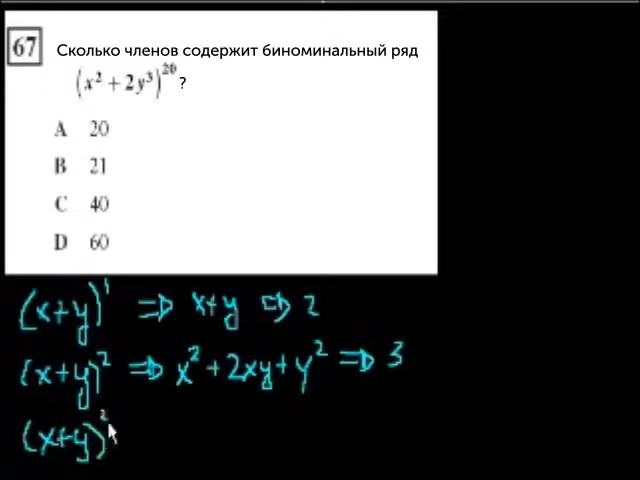 67 Сколько членов содержит биноминальный ряд
(x² + 2y³)²⁰ ?
A 20
B 21
C 40
D 60
(x+y)¹ ⇒ x+y ⇒ 2
(x+y)² ⇒ x² + 2xy + y² ⇒ 3
(x+y)²